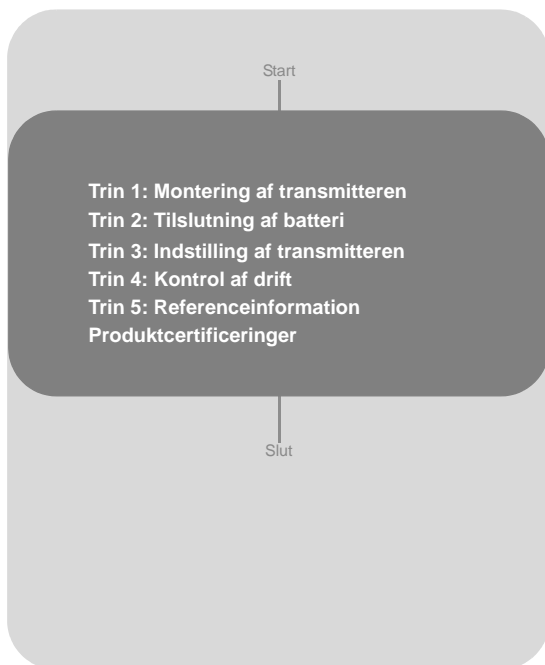 Start
Trin 1: Montering af transmitteren
Trin 2: Tilslutning af batteri
Trin 3: Indstilling af transmitteren
Trin 4: Kontrol af drift
Trin 5: Referenceinformation
Produktcertificeringer
Slut